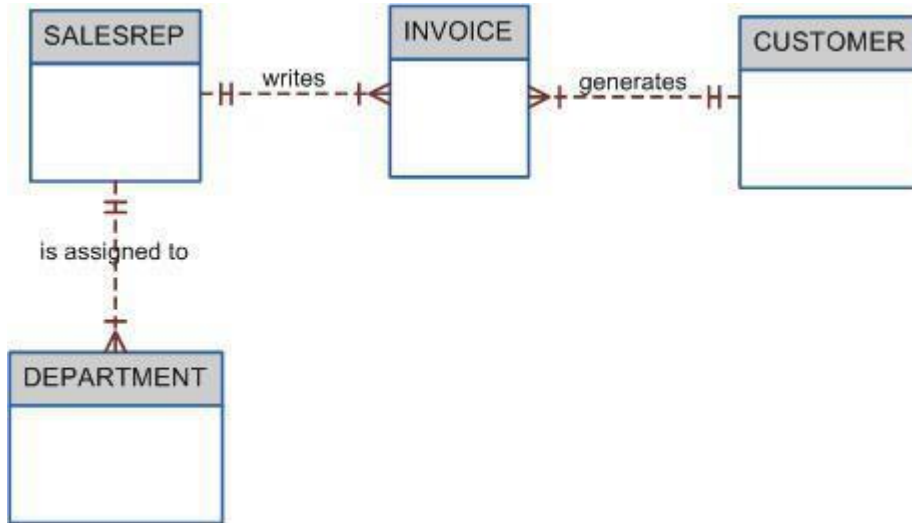 SALESREP
INVOICE
CUSTOMER
writes
generates
is assigned to
DEPARTMENT